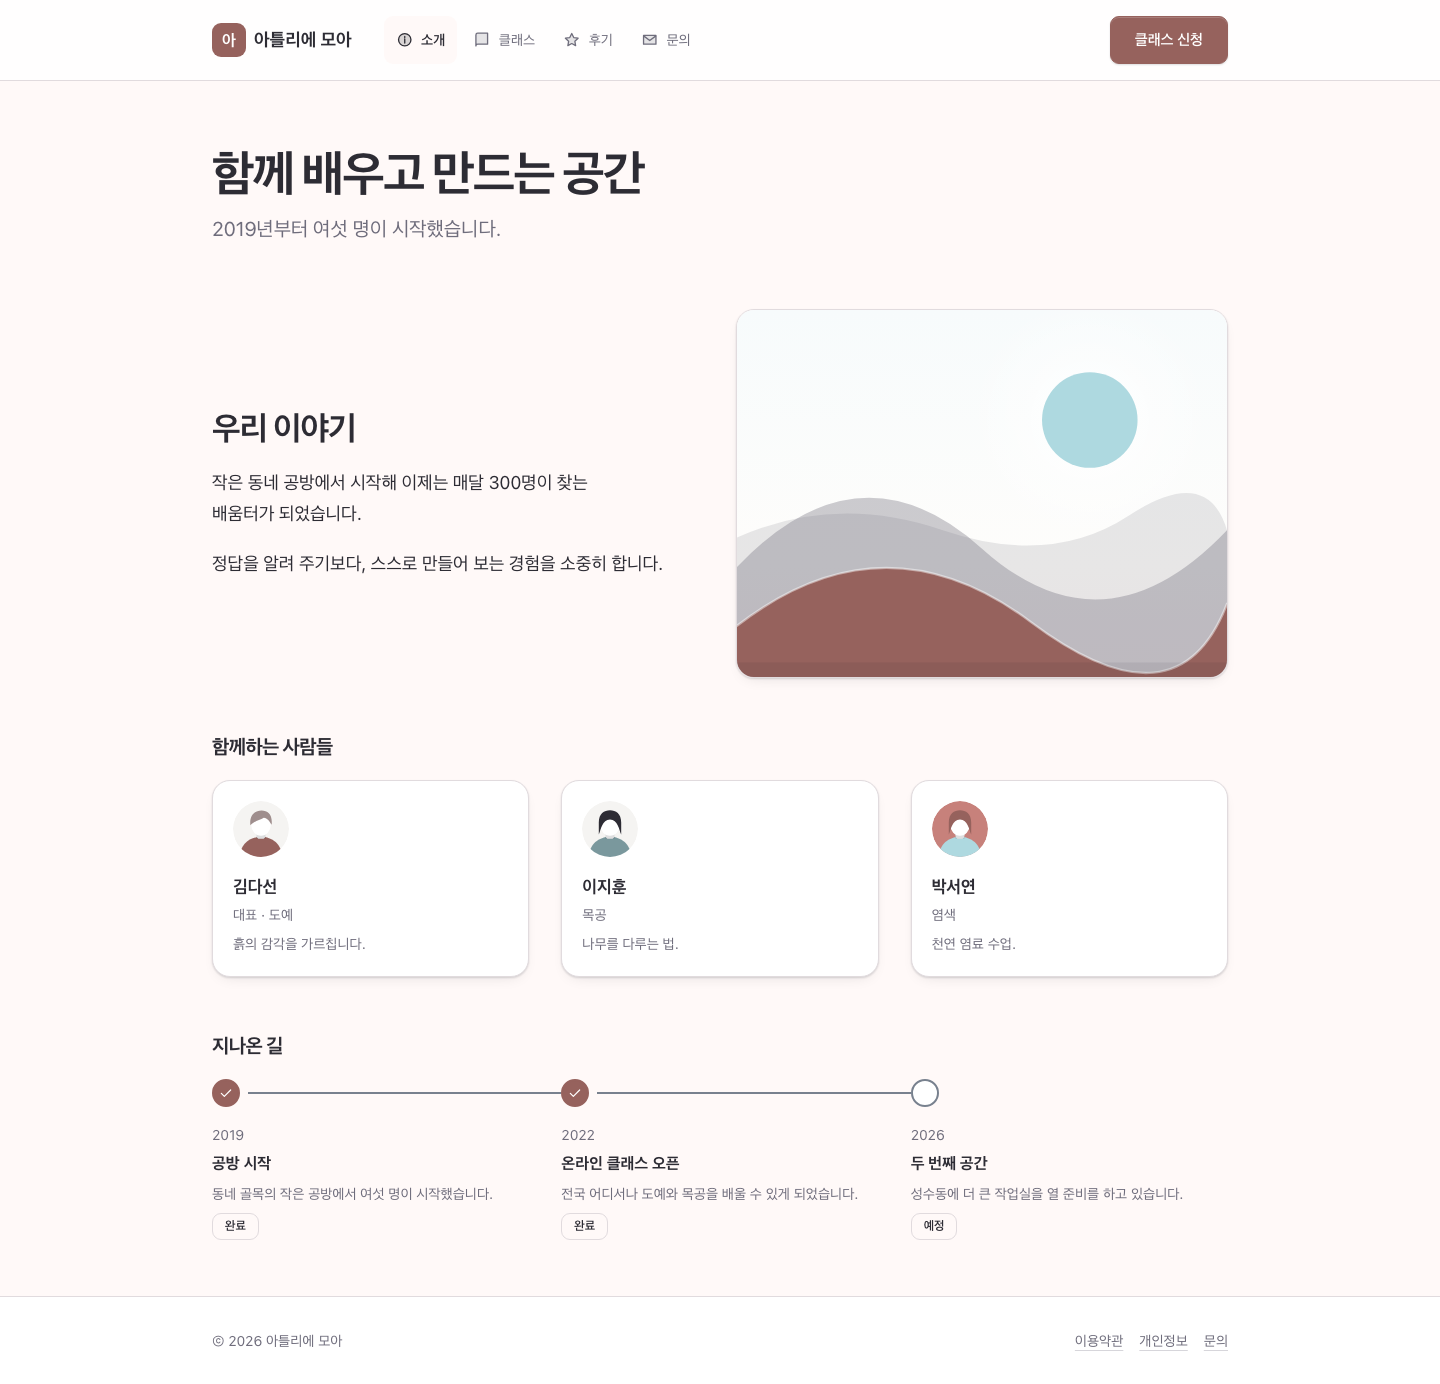 아 아틀리에 모아 소개 클래스 후기 문의 클래스 신청
함께 배우고 만드는 공간
2019년부터 여섯 명이 시작했습니다.
우리 이야기
작은 동네 공방에서 시작해 이제는 매달 300명이 찾는
배움터가 되었습니다.
정답을 알려 주기보다, 스스로 만들어 보는 경험을 소중히 합니다.
함께하는 사람들
김다선
대표 · 도예
흙의 감각을 가르칩니다.
이지훈
목공
나무를 다루는 법.
박서연
염색
천연 염료 수업.
지나온 길
2019
공방 시작
동네 골목의 작은 공방에서 여섯 명이 시작했습니다.
완료
2022
온라인 클래스 오픈
전국 어디서나 도예와 목공을 배울 수 있게 되었습니다.
완료
2026
두 번째 공간
성수동에 더 큰 작업실을 열 준비를 하고 있습니다.
예정
© 2026 아틀리에 모아 이용약관 개인정보 문의